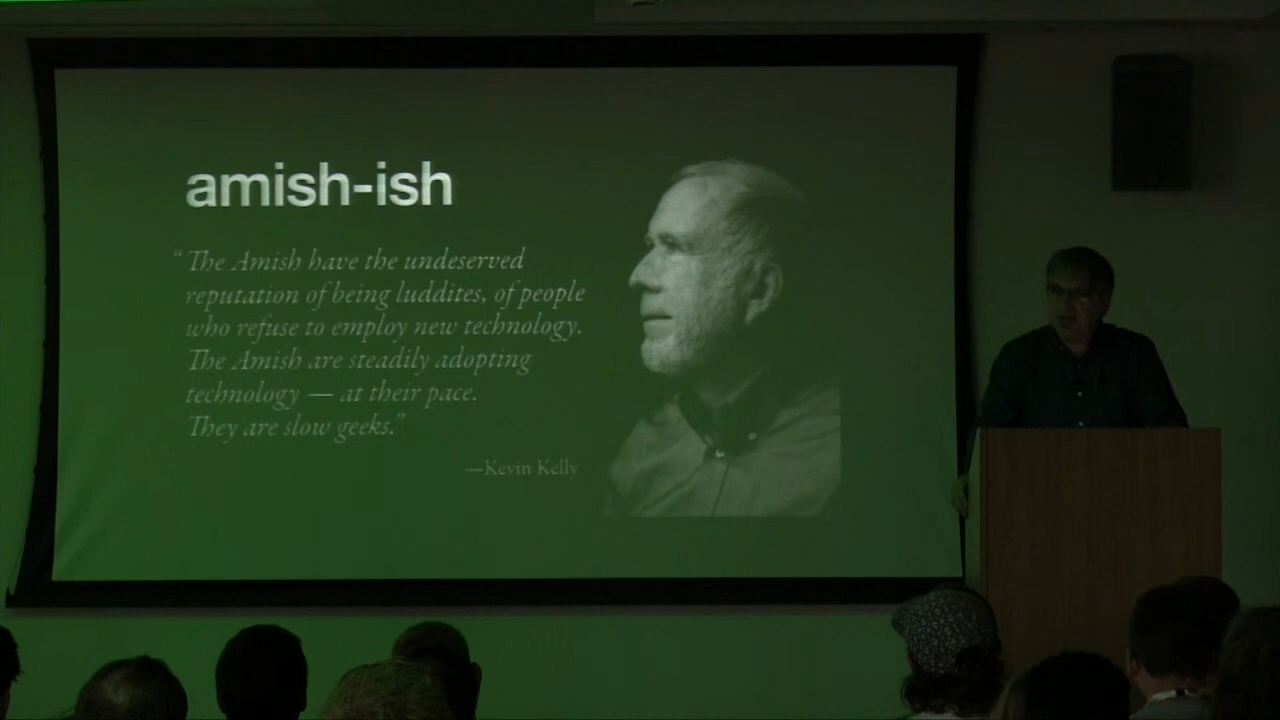 amish-ish
“The Amish have the undeserved
reputation of being luddites, of people
who refuse to employ new technology.
The Amish are steadily adopting
technology — at their pace.
They are slow geeks.”
—Kevin Kelly